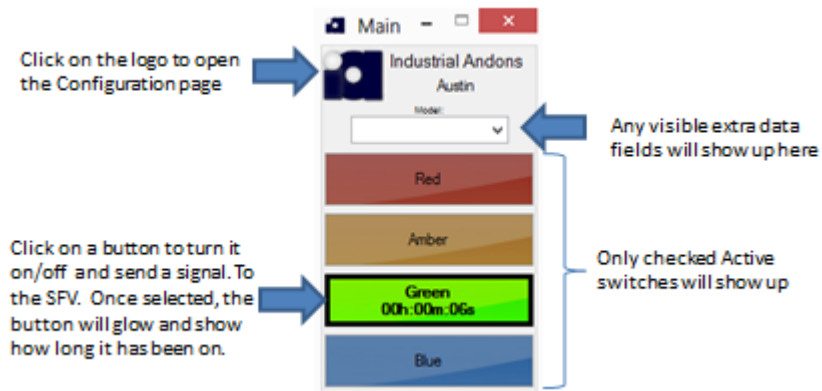 Main
Click on the logo to open
the Configuration page
Industrial Andons
Austin
Model:
Any visible extra data
fields will show up here
Red
Amber
Click on a button to turn it
on/off and send a signal. To
the SFV. Once selected, the
button will glow and show
how long it has been on.
Green
00h:00m:06s
Only checked Active
switches will show up
Blue